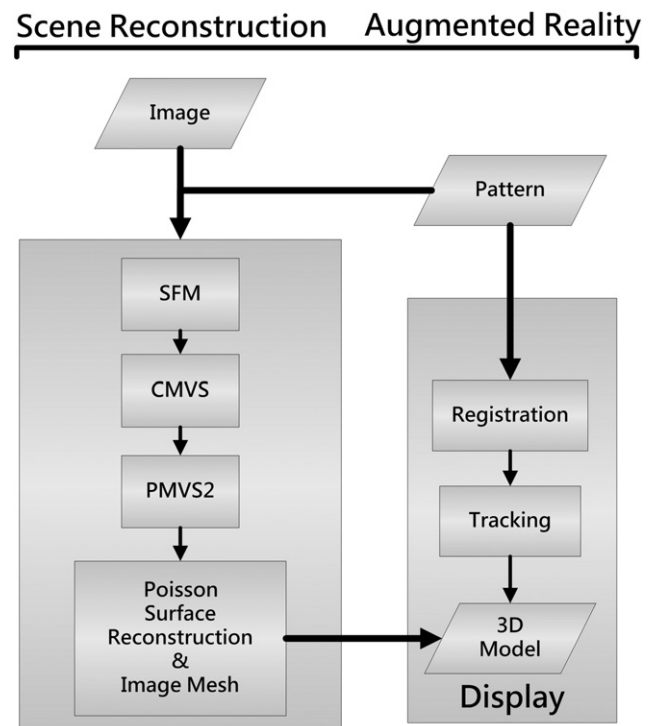 Scene Reconstruction
Augmented Reality
Image
Pattern
SFM
CMVS
PMVS2
Poisson
Surface
Reconstruction
&
Image Mesh
Registration
Tracking
3D
Model
Display